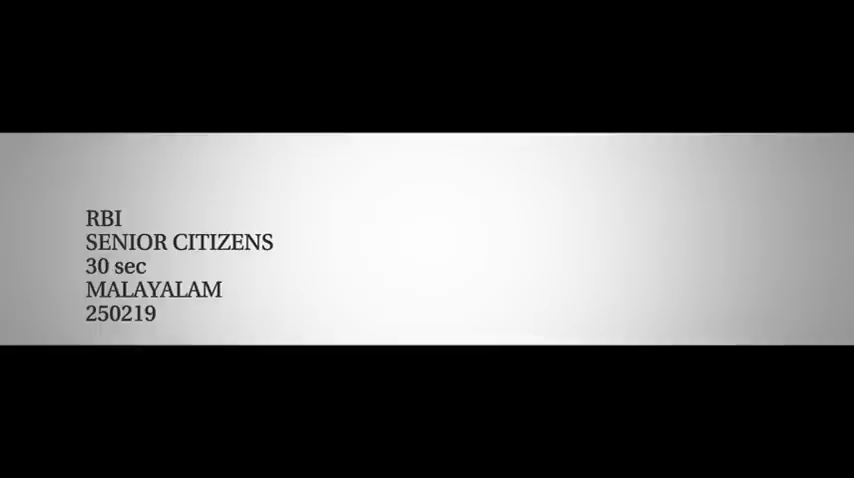 RBI
SENIOR CITIZENS
30 sec
MALAYALAM
250219